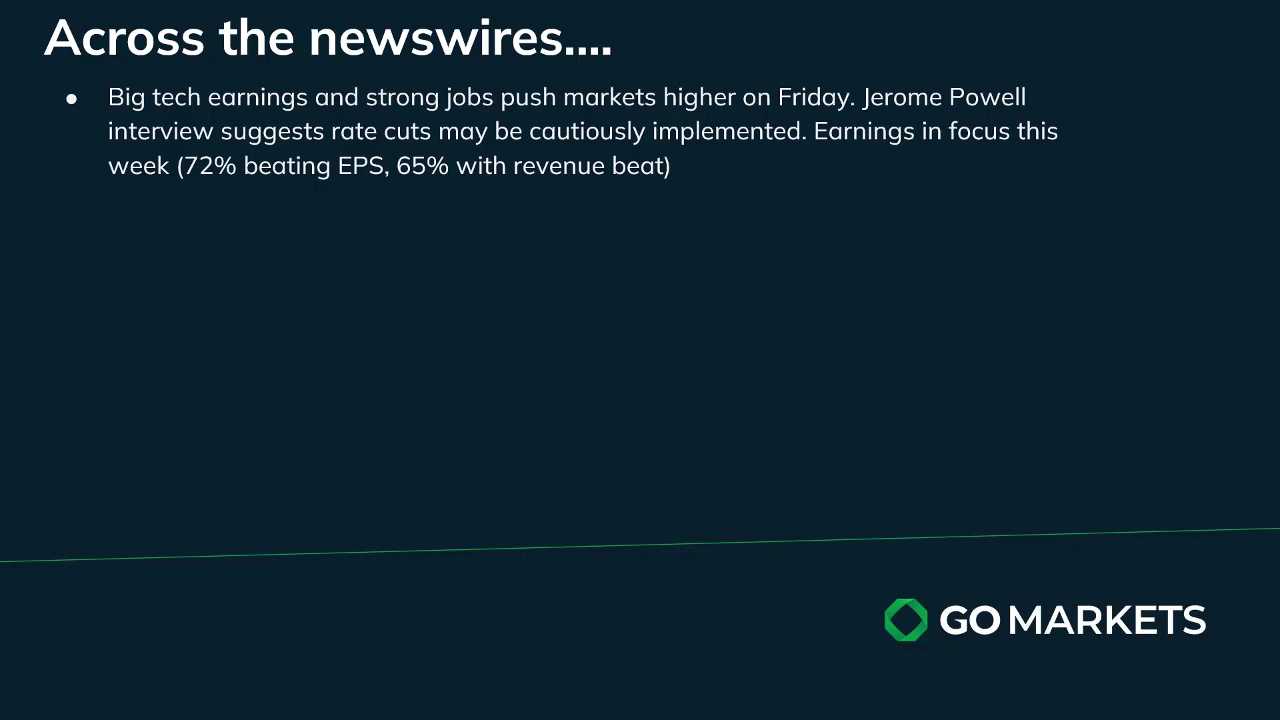 Across the newswires....
● Big tech earnings and strong jobs push markets higher on Friday. Jerome Powell
interview suggests rate cuts may be cautiously implemented. Earnings in focus this
week (72% beating EPS, 65% with revenue beat)
GO MARKETS